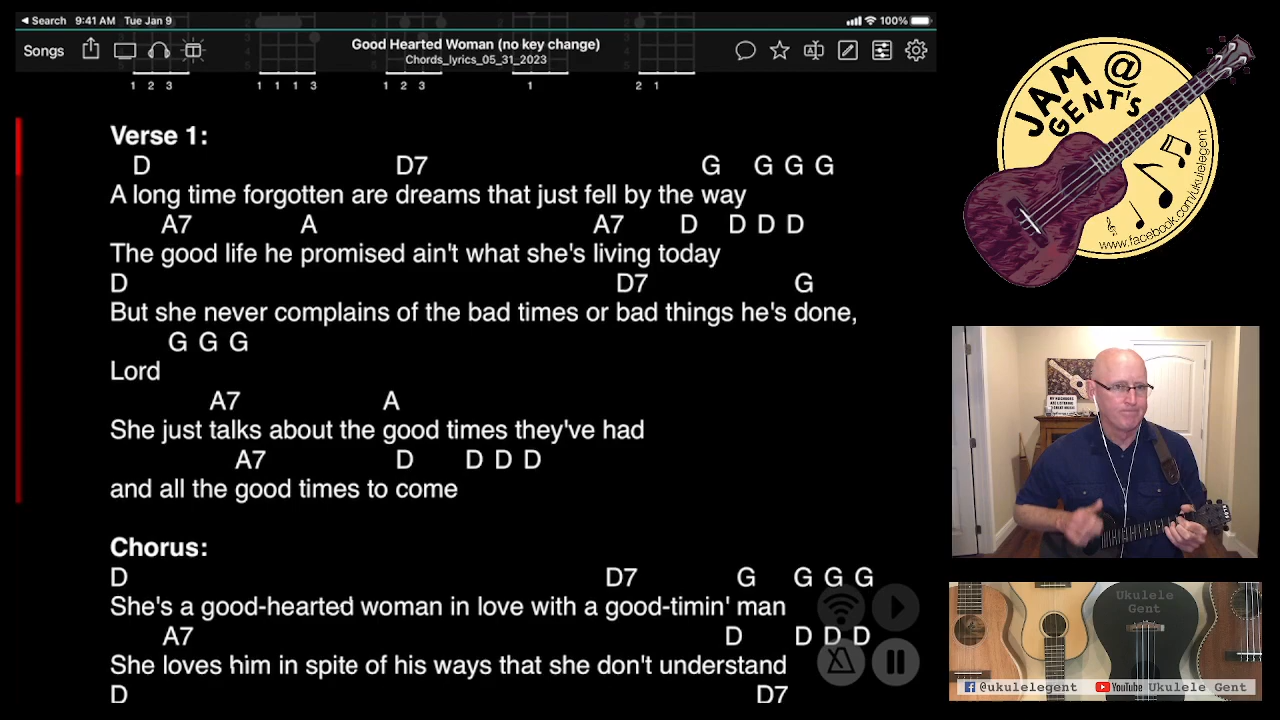 Search 9:41 AM Tue Jan 9 100%
Songs
Good Hearted Woman (no key change)
Chords_lyrics_05_31_2023
1 2 3 1 1 1 3 1 2 3 1 2 1
Verse 1:
D D7 G G G G
A long time forgotten are dreams that just fell by the way
A7 A A7 D D D D
The good life he promised ain't what she's living today
D D7 G
But she never complains of the bad times or bad things he's done,
G G G
Lord
A7 A
She just talks about the good times they've had
A7 D D D D
and all the good times to come
Chorus:
D D7 G G G G
She's a good-hearted woman in love with a good-timin' man
A7 D D D D
She loves him in spite of his ways that she don't understand
D D7
JAM @
GENT'S
www.facebook.com/ukulelegent
Ukulele
Gent
@ukulelegent YouTube Ukulele Gent